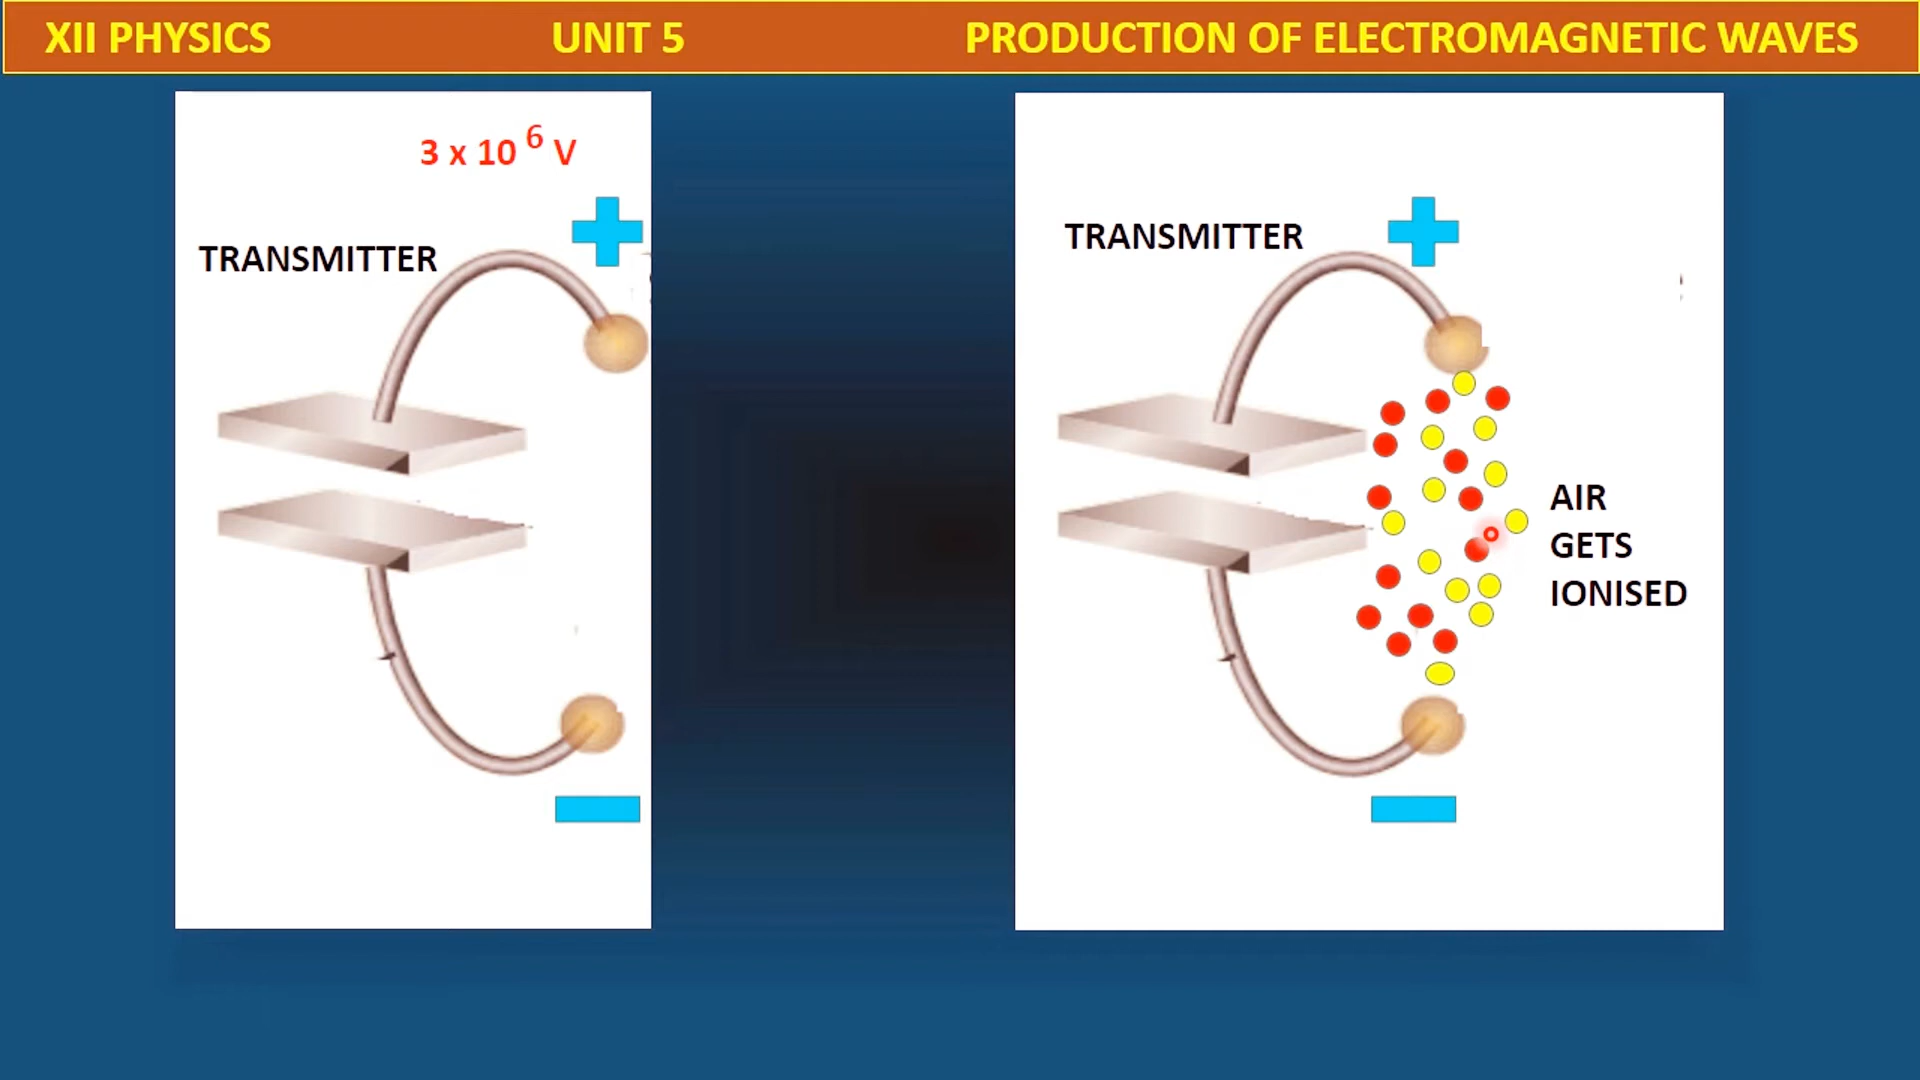 XII PHYSICS UNIT 5 PRODUCTION OF ELECTROMAGNETIC WAVES
3 x 10 6 V
TRANSMITTER
TRANSMITTER
AIR
GETS
IONISED